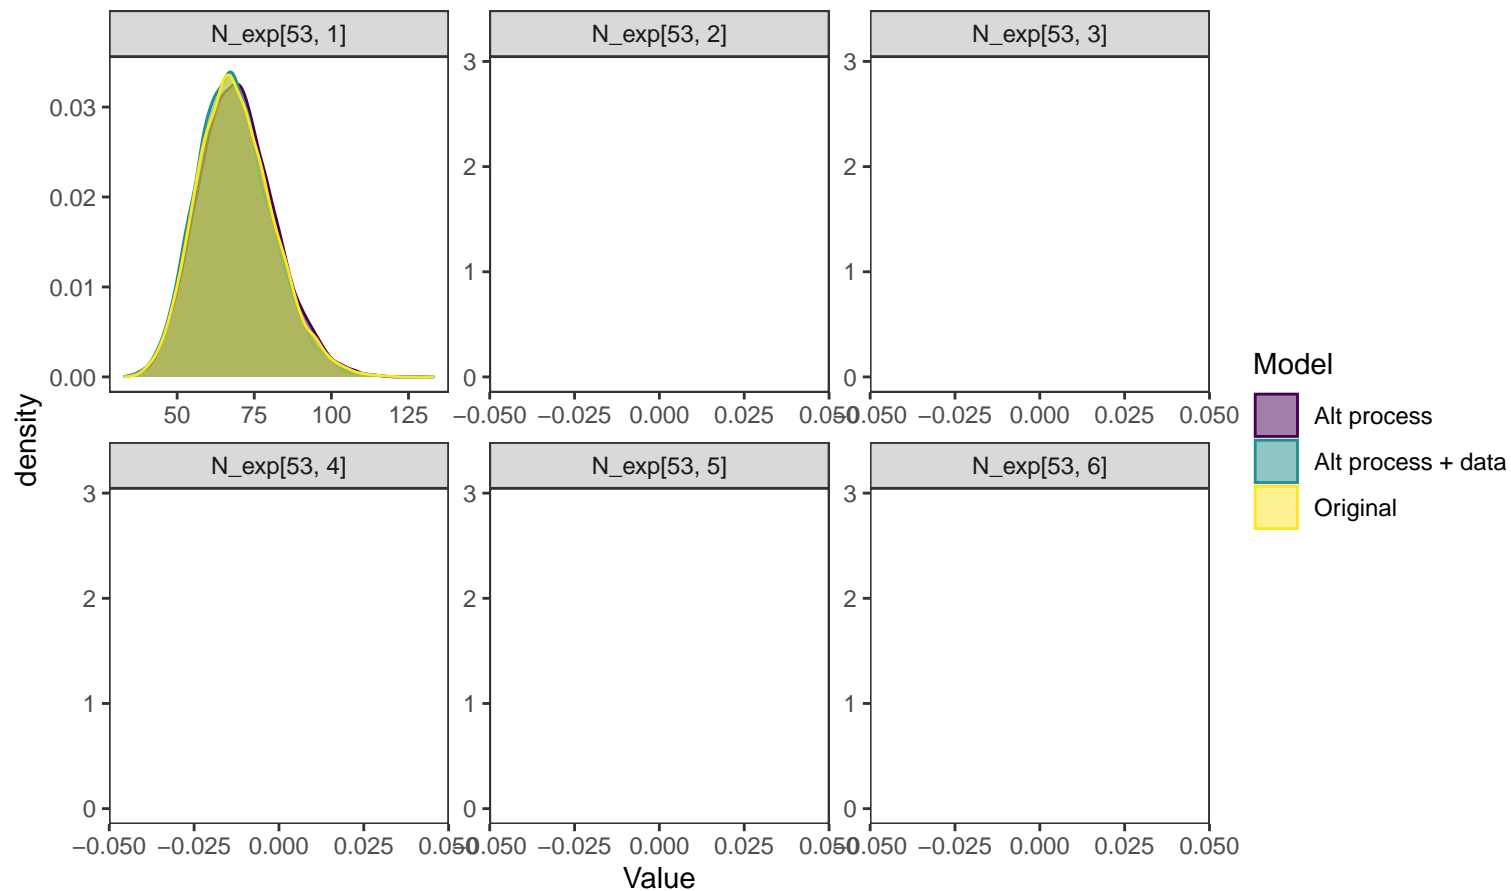 N_exp[53, 1]
N_exp[53, 2]
N_exp[53, 3]
0.03
0.02
0.01
0.00
3
2
1
0
3
2
1
0
50 75 100 125
−0.050 −0.025 0.000 0.025 0.050
−0.050 −0.025 0.000 0.025 0.050
density
N_exp[53, 4]
N_exp[53, 5]
N_exp[53, 6]
3
2
1
0
3
2
1
0
3
2
1
0
−0.050 −0.025 0.000 0.025 0.050
−0.050 −0.025 0.000 0.025 0.050
−0.050 −0.025 0.000 0.025 0.050
Value
Model
Alt process
Alt process + data
Original